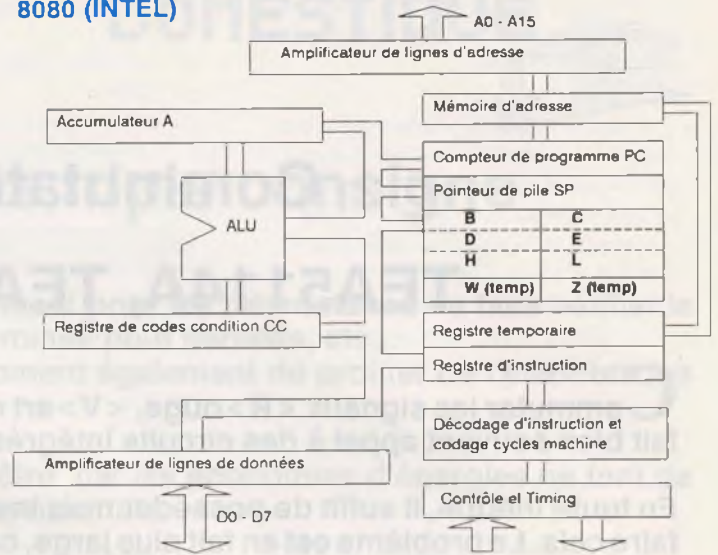 8080 (INTEL)
A0 - A15
Amplificateur de lignes d'adresse
Mémoire d'adresse
Accumulateur A
Compteur de programme PC
Pointeur de pile SP
B C
D E
H L
W (temp) Z (temp)
ALU
Registre de codes condition CC
Registre temporaire
Registre d'instruction
Décodage d'instruction et
codage cycles machine
Amplificateur de lignes de données
Contrôle et Timing
D0 - D7